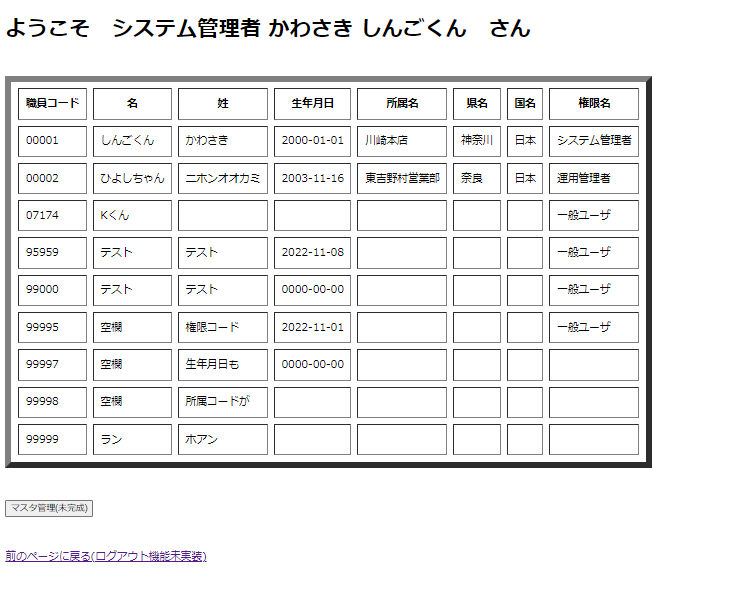 ようこそ　システム管理者 かわさき しんごくん　さん
職員コード 名 姓 生年月日 所属名 県名 国名 権限名
00001 しんごくん かわさき 2000-01-01 川崎本店 神奈川 日本 システム管理者
00002 ひよしちゃん ニホンオオカミ 2003-11-16 東吉野村営業部 奈良 日本 運用管理者
07174 Kくん 一般ユーザ
95959 テスト テスト 2022-11-08 一般ユーザ
99000 テスト テスト 0000-00-00 一般ユーザ
99995 空欄 権限コード 2022-11-01 一般ユーザ
99997 空欄 生年月日も 0000-00-00
99998 空欄 所属コードが
99999 ラン ホアン
マスタ管理(未完成)
前のページに戻る(ログアウト機能未実装)